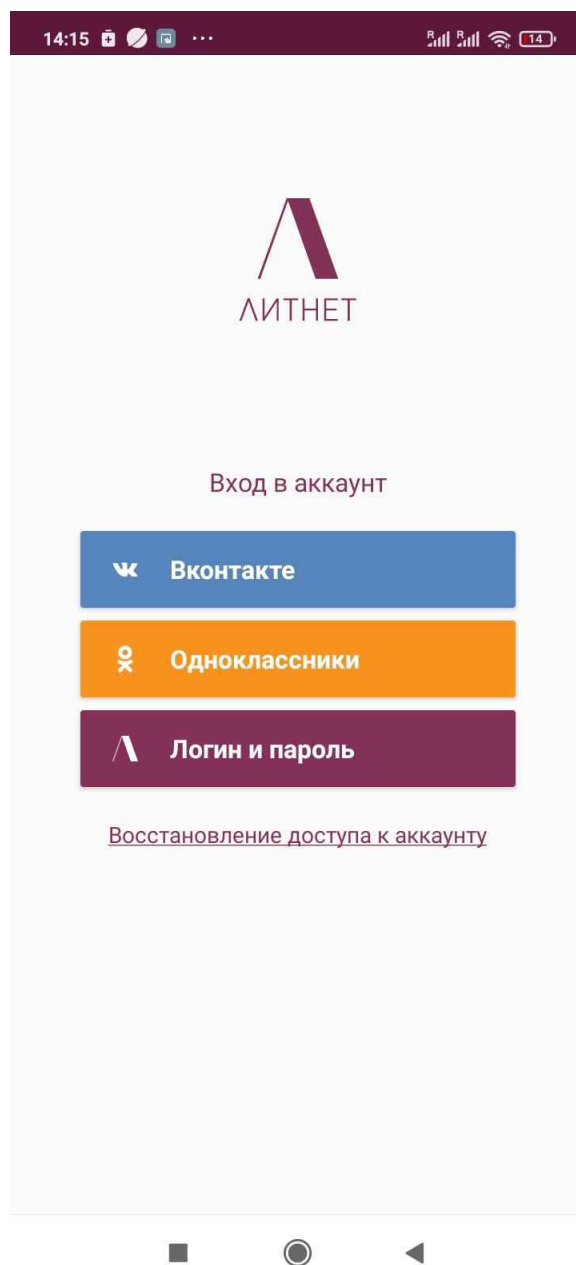 14:15 ... R R 14
ЛИТНЕТ
Вход в аккаунт
Вконтакте
Одноклассники
Логин и пароль
Восстановление доступа к аккаунту